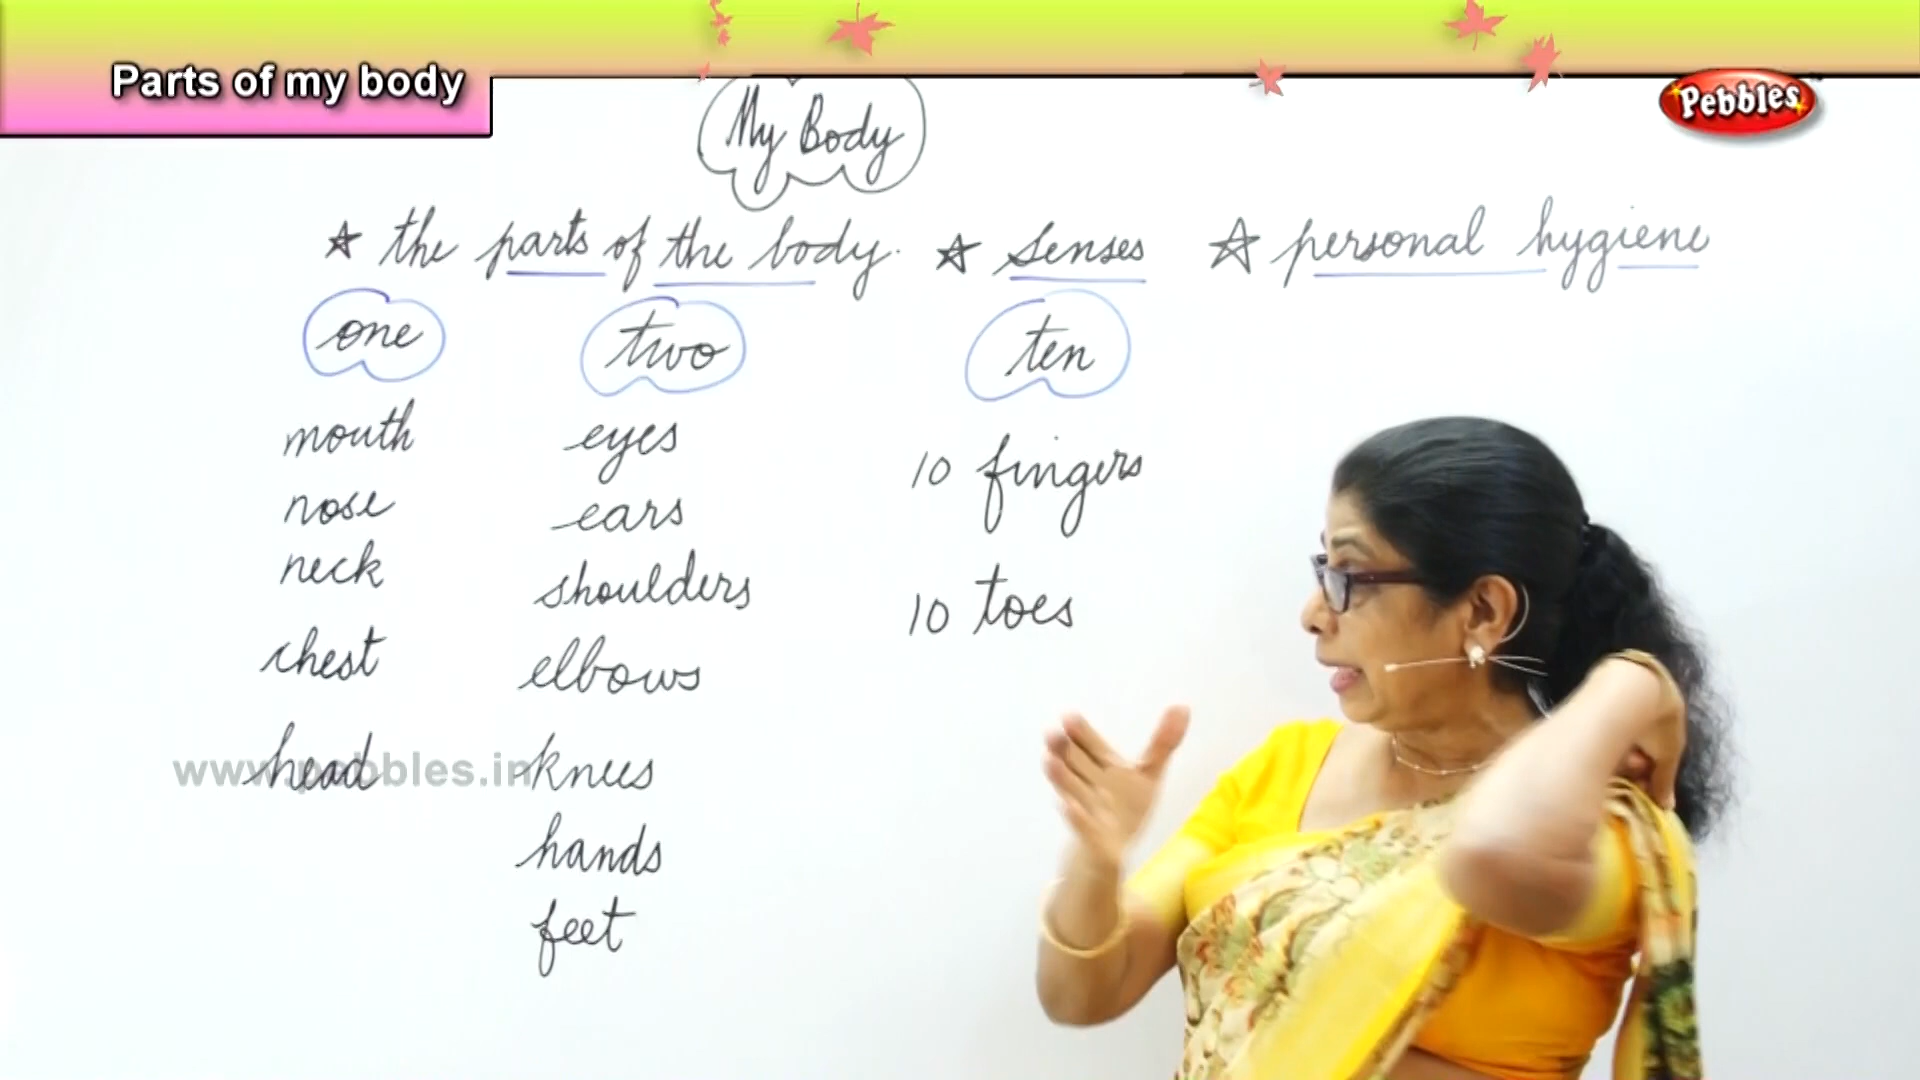 Parts of my body
Pebbles
My Body
☆ the parts of the body. ☆ Senses ☆ personal hygiene
one two ten
mouth eyes 10 fingers
nose ears
neck shoulders 10 toes
chest elbows
head knees
www.pebbles.in
hands
feet